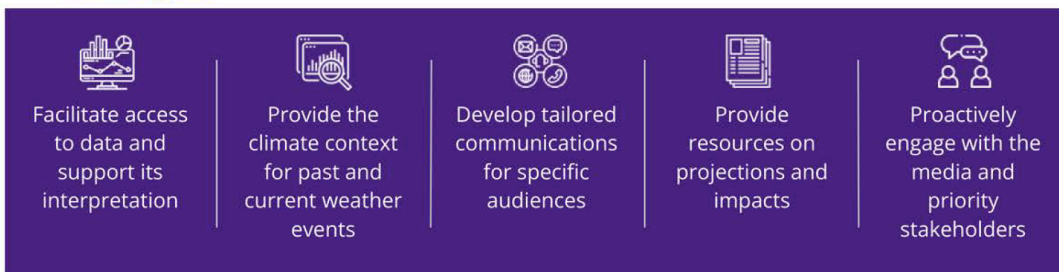 Facilitate access
to data and
support its
interpretation
Provide the
climate context
for past and
current weather
events
Develop tailored
communications
for specific
audiences
Provide
resources on
projections and
impacts
Proactively
engage with the
media and
priority
stakeholders